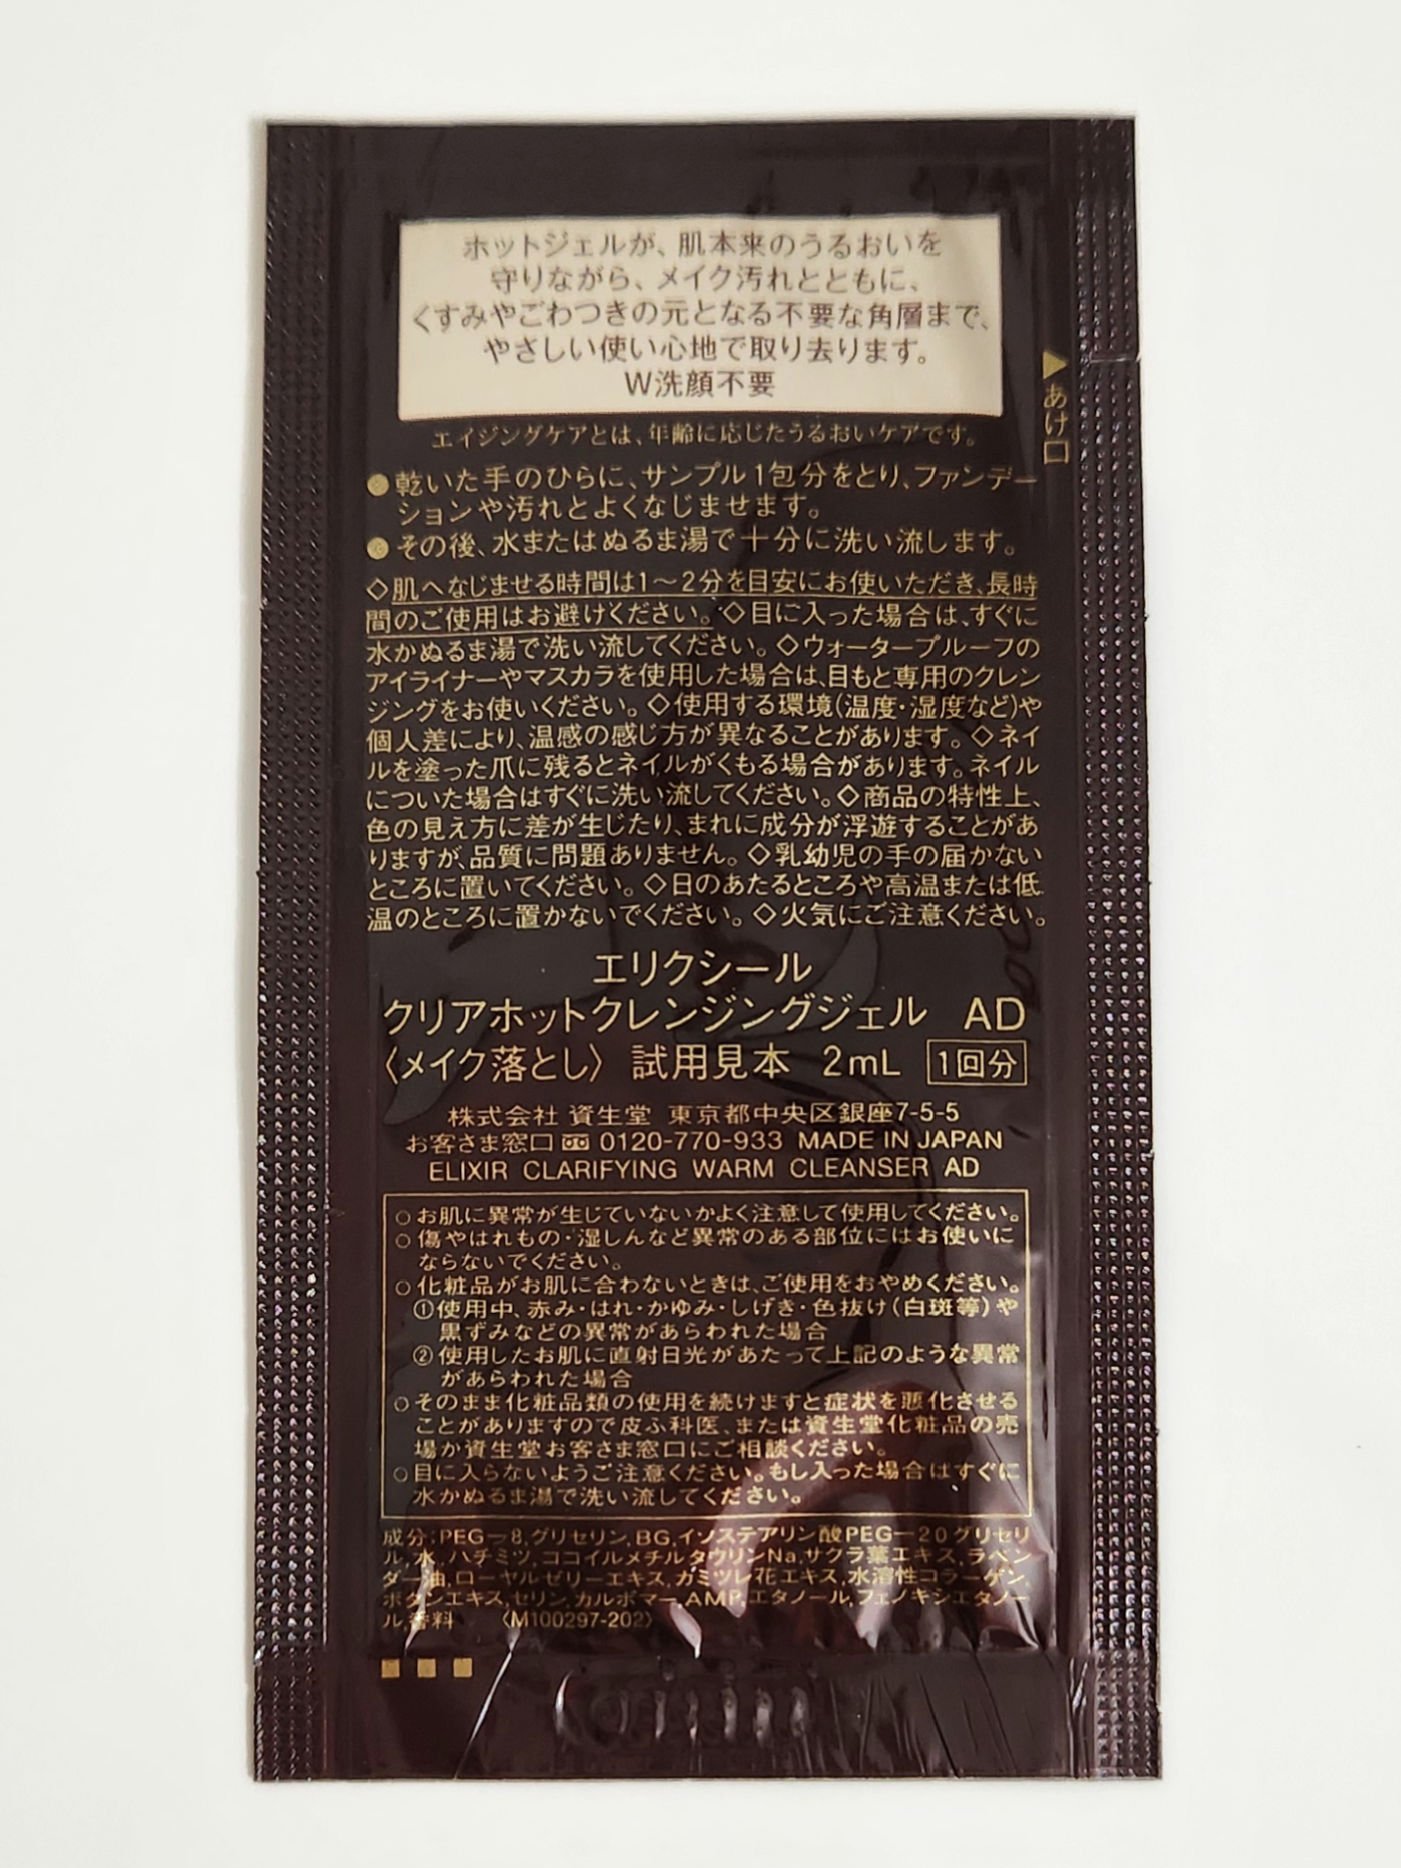 ホットジェルが、肌本来のうるおいを
守りながら、メイク汚れとともに、
くすみやごわつきの元となる不要な角層まで、
やさしい使い心地で取り去ります。
W洗顔不要
▶あけ口
エイジングケアとは、年齢に応じたうるおいケアです。
●乾いた手のひらに、サンプル1包分をとり、ファンデー
ションや汚れとよくなじませます。
●その後、水またはぬるま湯で十分に洗い流します。
◇肌へなじませる時間は1～2分を目安にお使いただき、長時
間のご使用はお避けください。◇目に入った場合は、すぐに
水かぬるま湯で洗い流してください。◇ウォータープルーフの
アイライナーやマスカラを使用した場合は、目もと専用のクレン
ジングをお使いください。◇使用する環境(温度・湿度など)や
個人差により、温感の感じ方が異なることがあります。◇ネイ
ルを塗った爪に残るとネイルがくもる場合があります。ネイル
についた場合はすぐに洗い流してください。◇商品の特性上、
色の見え方に差が生じたり、まれに成分が浮遊することがあ
りますが、品質に問題ありません。◇乳幼児の手の届かない
ところに置いてください。◇日のあたるところや高温または低
温のところに置かないでください。◇火気にご注意ください。
エリクシール
クリアホットクレンジングジェル AD
〈メイク落とし〉 試用見本 2mL 1回分
株式会社 資生堂 東京都中央区銀座7-5-5
お客さま窓口 0120-770-933 MADE IN JAPAN
ELIXIR CLARIFYING WARM CLEANSER AD
○お肌に異常が生じていないかよく注意して使用してください。
○傷やはれもの・湿しんなど異常のある部位にはお使いに
ならないでください。
○化粧品がお肌に合わないときは、ご使用をおやめください。
①使用中、赤み・はれ・かゆみ・しげき・色抜け(白斑等)や
黒ずみなどの異常があらわれた場合
②使用したお肌に直射日光があたって上記のような異常
があらわれた場合
○そのまま化粧品類の使用を続けますと症状を悪化させる
ことがありますので皮ふ科医、または資生堂化粧品の売
場か資生堂お客さま窓口にご相談ください。
○目に入らないようご注意ください。もし入った場合はすぐに
水かぬるま湯で洗い流してください。
成分:PEG-8,グリセリン,BG,イソステアリン酸PEG-20グリセリ
ル,水,ハチミツ,ココイルメチルタウリンNa,サクラ葉エキス,ラベン
ダー油,ローヤルゼリーエキス,カミツレ花エキス,水溶性コラーゲン,
ボタンエキス,セリン,カルボマー,AMP,エタノール,フェノキシエタノー
ル,香料 〈M100297-202〉